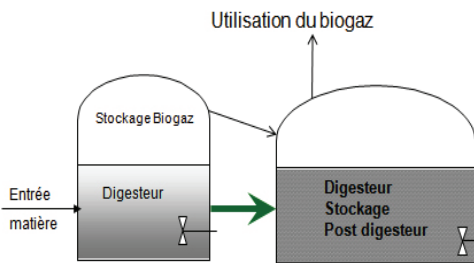 Utilisation du biogaz
Stockage Biogaz
Entrée
matière
Digesteur
Digesteur
Stockage
Post digesteur